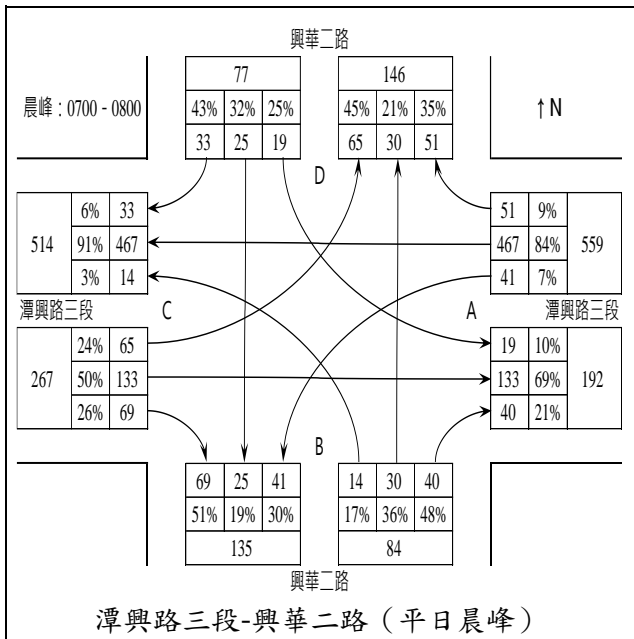 興華二路
晨峰：0700 - 0800
↑N
77
43% 32% 25%
33 25 19
146
45% 21% 35%
65 30 51
D
514
6% 33
91% 467
3% 14
51 9%
467 84%
41 7%
559
潭興路三段
C
A
潭興路三段
267
24% 65
50% 133
26% 69
19 10%
133 69%
40 21%
192
B
69 25 41
51% 19% 30%
135
14 30 40
17% 36% 48%
84
興華二路
潭興路三段-興華二路（平日晨峰）